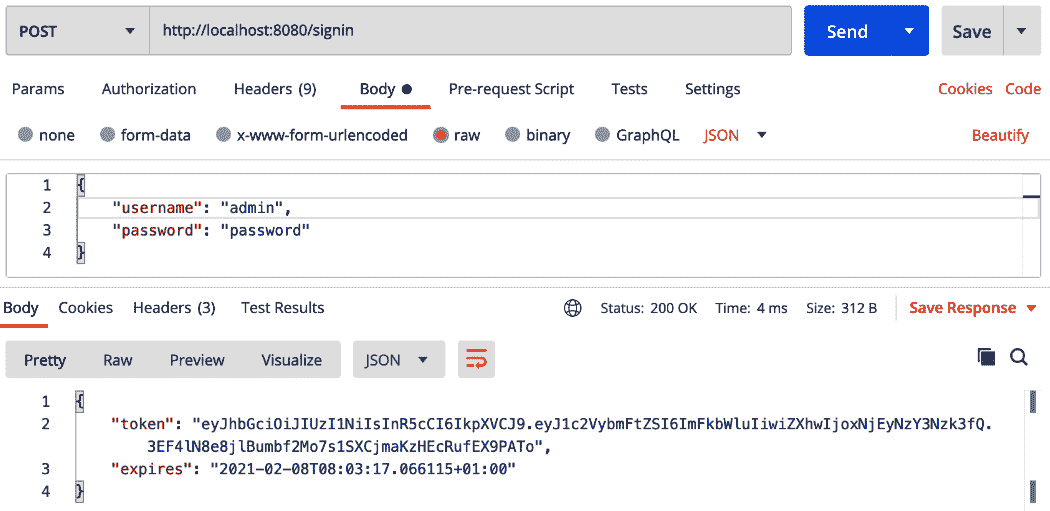 POST http://localhost:8080/signin Send Save
Params Authorization Headers (9) Body Pre-request Script Tests Settings Cookies Code
none form-data x-www-form-urlencoded raw binary GraphQL JSON Beautify
1 {
2 "username": "admin",
3 "password": "password"
4 }
Body Cookies Headers (3) Test Results Status: 200 OK Time: 4 ms Size: 312 B Save Response
Pretty Raw Preview Visualize JSON
1 {
2 "token": "eyJhbGciOiJIUzI1NiIsInR5cCI6IkpXVCJ9.eyJ1c2VybmFtZSI6ImFkbWluIiwiZXhwIjoxNjEyNzY3Nzk3fQ.
3EF4lN8e8jlBumbf2Mo7s1SXCjmaKzHEcRufEX9PATo",
3 "expires": "2021-02-08T08:03:17.066115+01:00"
4 }